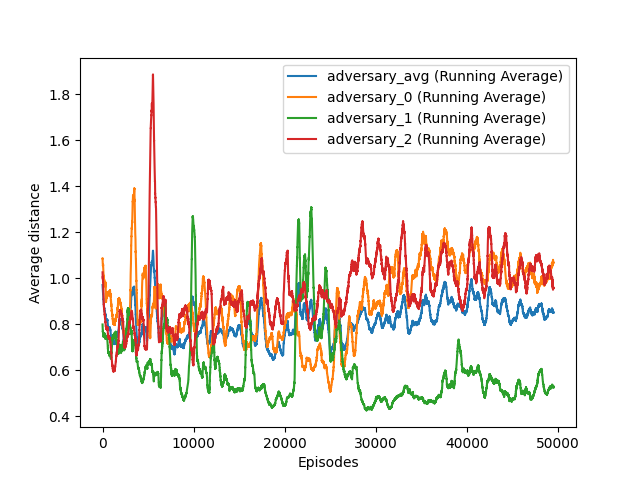 adversary_avg (Running Average)
adversary_0 (Running Average)
adversary_1 (Running Average)
adversary_2 (Running Average)
1.8
1.6
1.4
1.2
1.0
0.8
0.6
0.4
Average distance
0 10000 20000 30000 40000 50000
Episodes